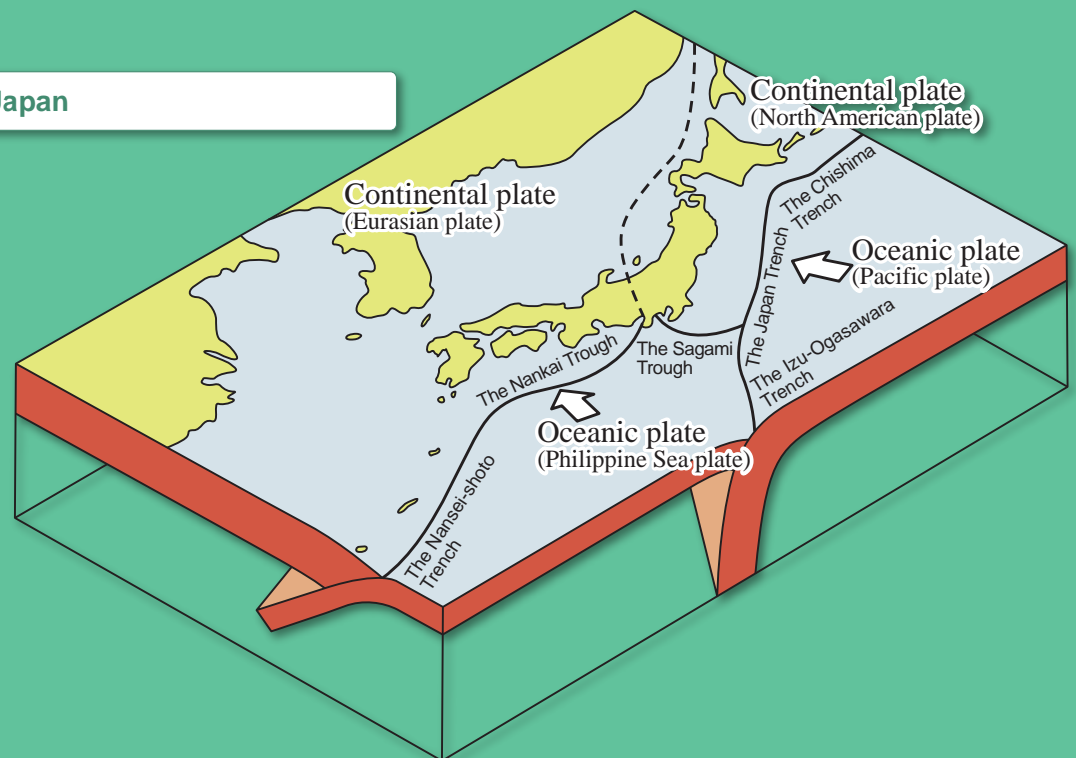 Japan
Continental plate
(North American plate)
Continental plate
(Eurasian plate)
The Chishima
Trench
Oceanic plate
(Pacific plate)
The Japan Trench
The Izu-Ogasawara
Trench
The Sagami
Trough
The Nankai Trough
Oceanic plate
(Philippine Sea plate)
The Nansei-shoto
Trench